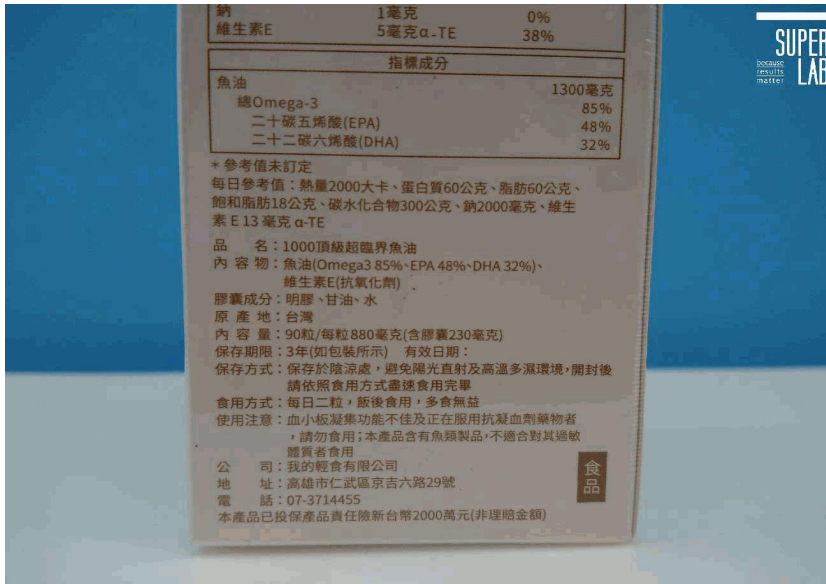 鈉 1毫克 0%
維生素E 5毫克α-TE 38%
指標成分
魚油 1300毫克
總Omega-3 85%
二十碳五烯酸(EPA) 48%
二十二碳六烯酸(DHA) 32%
＊參考值未訂定
每日參考值：熱量2000大卡、蛋白質60公克、脂肪60公克、
飽和脂肪18公克、碳水化合物300公克、鈉2000毫克、維生
素 E 13 毫克 α-TE
品 名：1000頂級超臨界魚油
內 容 物：魚油(Omega3 85%、EPA 48%、DHA 32%)、
維生素E(抗氧化劑)
膠囊成分：明膠、甘油、水
原 產 地：台灣
內 容 量：90粒/每粒880毫克(含膠囊230毫克)
保存期限：3年(如包裝所示) 有效日期：
保存方式：保存於陰涼處，避免陽光直射及高溫多濕環境，開封後
請依照食用方式盡速食用完畢
食用方式：每日二粒，飯後食用，多食無益
使用注意：血小板凝集功能不佳及正在服用抗凝血劑藥物者
，請勿食用；本產品含有魚類製品，不適合對其過敏
體質者食用
公 司：我的輕食有限公司
地 址：高雄市仁武區京吉六路29號
電 話：07-3714455
本產品已投保產品責任險新台幣2000萬元(非理賠金額)
食品
SUPER
LAB
because
results
matter